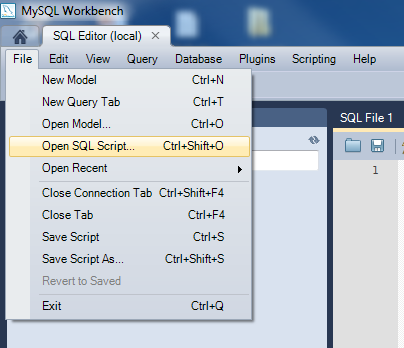 MySQL Workbench
SQL Editor (local)
File Edit View Query Database Plugins Scripting Help
New Model Ctrl+N
New Query Tab Ctrl+T
Open Model... Ctrl+O
Open SQL Script... Ctrl+Shift+O
Open Recent
Close Connection Tab Ctrl+Shift+F4
Close Tab Ctrl+F4
Save Script Ctrl+S
Save Script As... Ctrl+Shift+S
Revert to Saved
Exit Ctrl+Q
SQL File 1
1